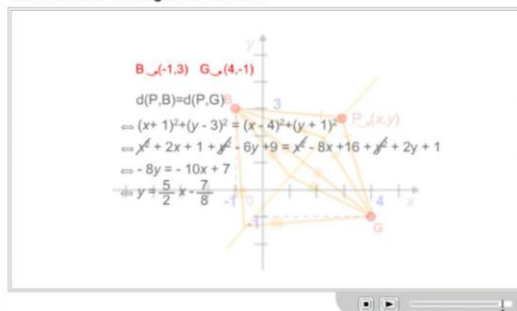 B و(-1,3) G و(4,-1)
d(P,B)=d(P,G)
⇔ (x+ 1)²+(y - 3)² = (x - 4)²+(y + 1)²
⇔ x² + 2x + 1 + y² - 6y +9 = x² - 8x +16 + y² + 2y + 1
⇔ - 8y = - 10x + 7
⇔ y = 5/2 x - 7/8
y
B
3
P و(x,y)
-1
0
4
x
-1
G